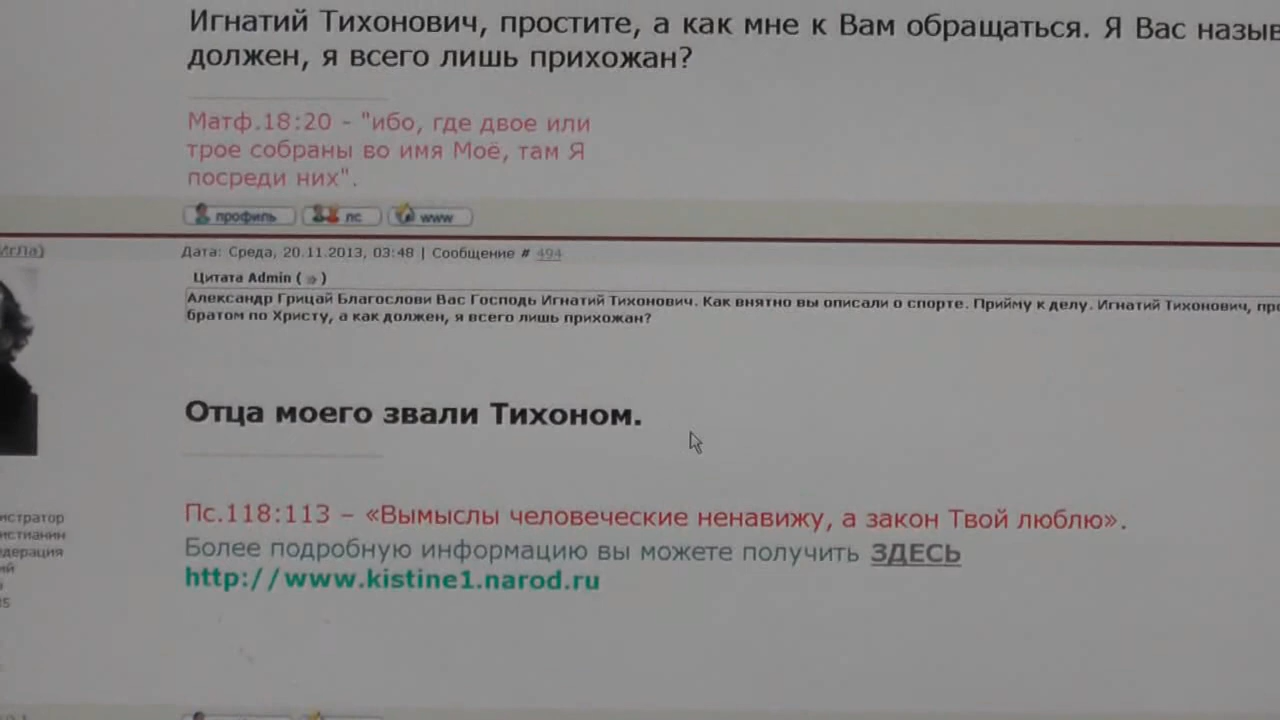 Игнатий Тихонович, простите, а как мне к Вам обращаться. Я Вас назыв
должен, я всего лишь прихожан?
Матф.18:20 - "ибо, где двое или
трое собраны во имя Моё, там Я
посреди них".
профиль лс www
ИгЛа)
Дата: Среда, 20.11.2013, 03:48 | Сообщение # 494
Цитата Admin ( )
Александр Грицай Благослови Вас Господь Игнатий Тихонович. Как внятно вы описали о спорте. Прийму к делу. Игнатий Тихонович, про
братом по Христу, а как должен, я всего лишь прихожан?
Отца моего звали Тихоном.
Пс.118:113 – «Вымыслы человеческие ненавижу, а закон Твой люблю».
истратор
Более подробную информацию вы можете получить ЗДЕСЬ
истианин
едерация
http://www.kistine1.narod.ru
ий